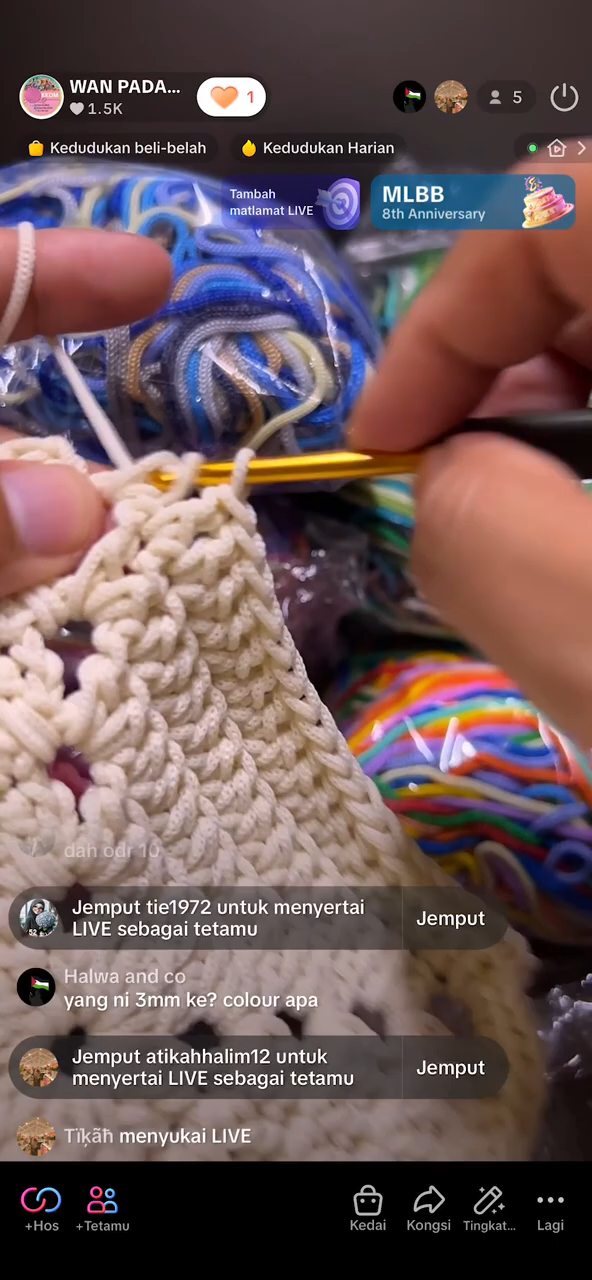 WAN PADA...
1.5K
1
5
Kedudukan beli-belah
Kedudukan Harian
Tambah
matlamat LIVE
MLBB
8th Anniversary
dah odr 10
Jemput tie1972 untuk menyertai
LIVE sebagai tetamu
Jemput
Halwa and co
yang ni 3mm ke? colour apa
Jemput atikahhalim12 untuk
menyertai LIVE sebagai tetamu
Jemput
menyukai LIVE
+Hos
+Tetamu
Kedai
Kongsi
Tingkat...
Lagi